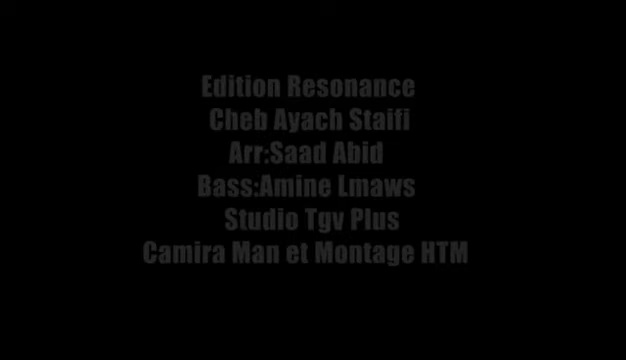 Edition Resonance
Cheb Ayach Staifi
Arr:Saad Abid
Bass:Amine Lmaws
Studio Tgv Plus
Camira Man et Montage HTM